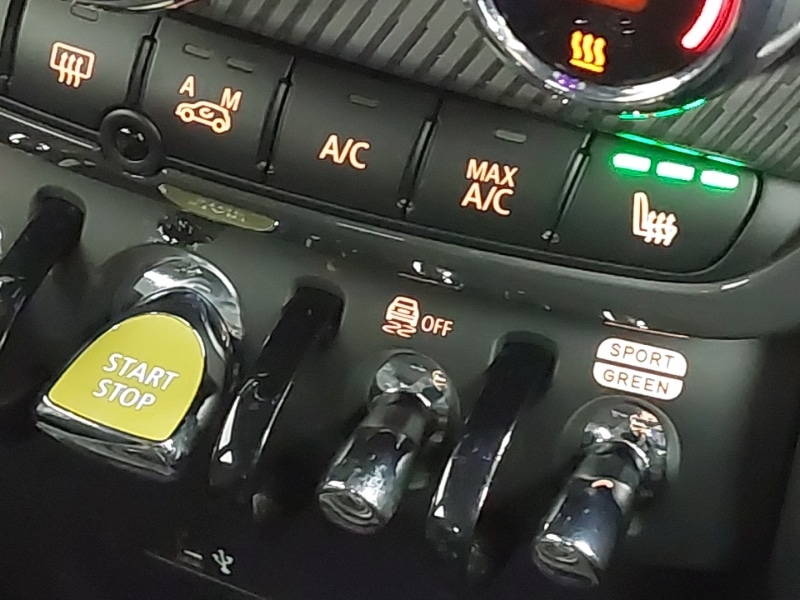 A M
A/C
MAX
A/C
OFF
SPORT
GREEN
START
STOP